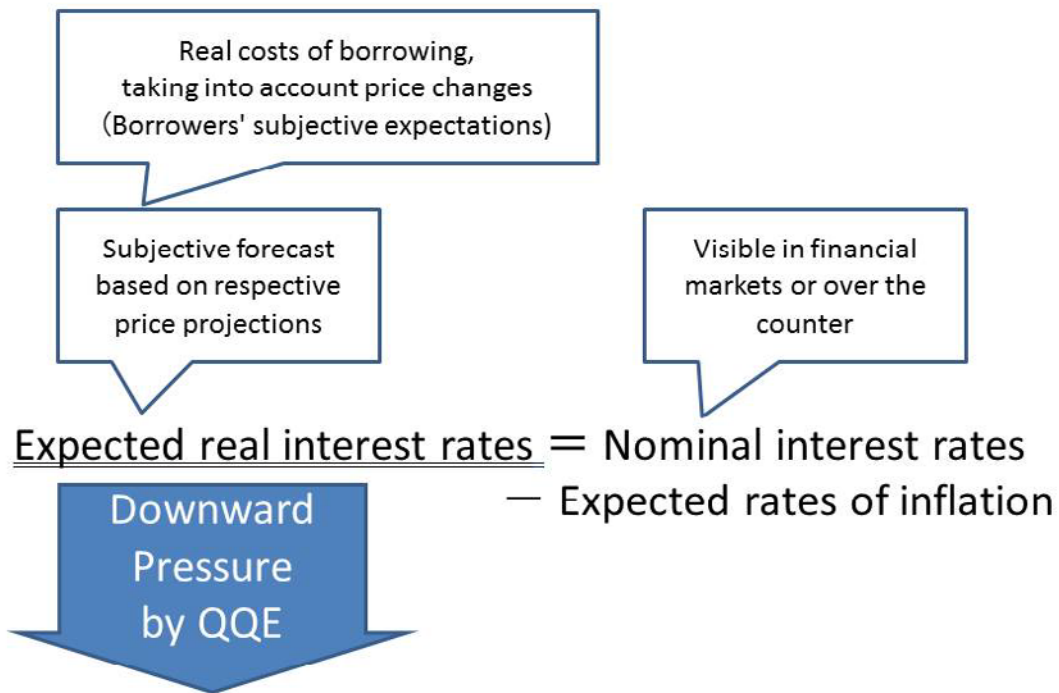 Real costs of borrowing,
taking into account price changes
（Borrowers' subjective expectations)
Subjective forecast
based on respective
price projections
Visible in financial
markets or over the
counter
Expected real interest rates ＝ Nominal interest rates
－ Expected rates of inflation
Downward
Pressure
by QQE